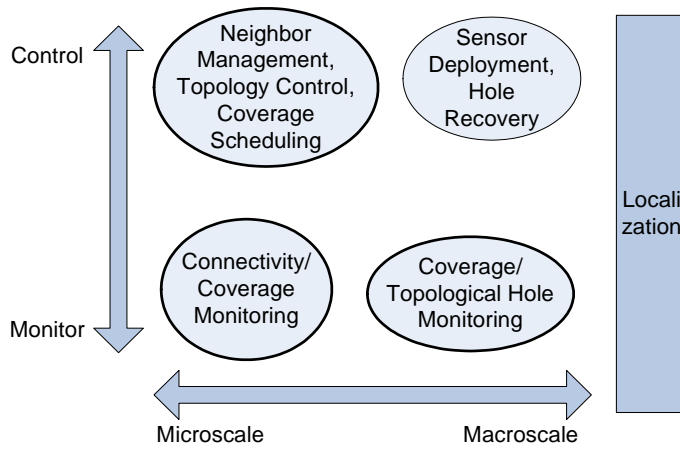 Control
Neighbor
Management,
Topology Control,
Coverage
Scheduling
Sensor
Deployment,
Hole
Recovery
Locali
zation
Connectivity/
Coverage
Monitoring
Coverage/
Topological Hole
Monitoring
Monitor
Microscale
Macroscale